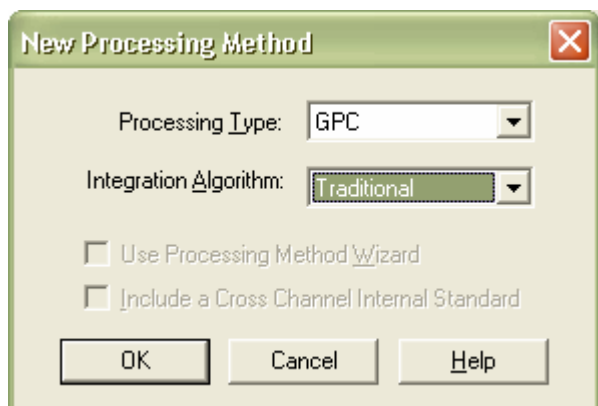 New Processing Method
Processing Type: GPC
Integration Algorithm: Traditional
Use Processing Method Wizard
Include a Cross Channel Internal Standard
OK Cancel Help